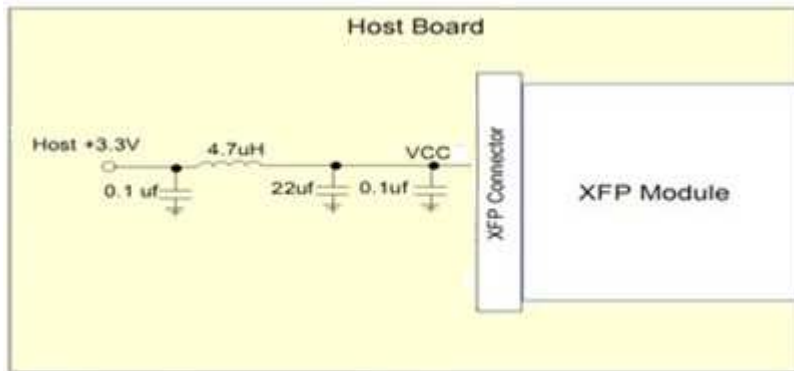 Host Board
Host +3.3V
4.7uH
VCC
0.1 uf
22uf
0.1uf
XFP Connector
XFP Module